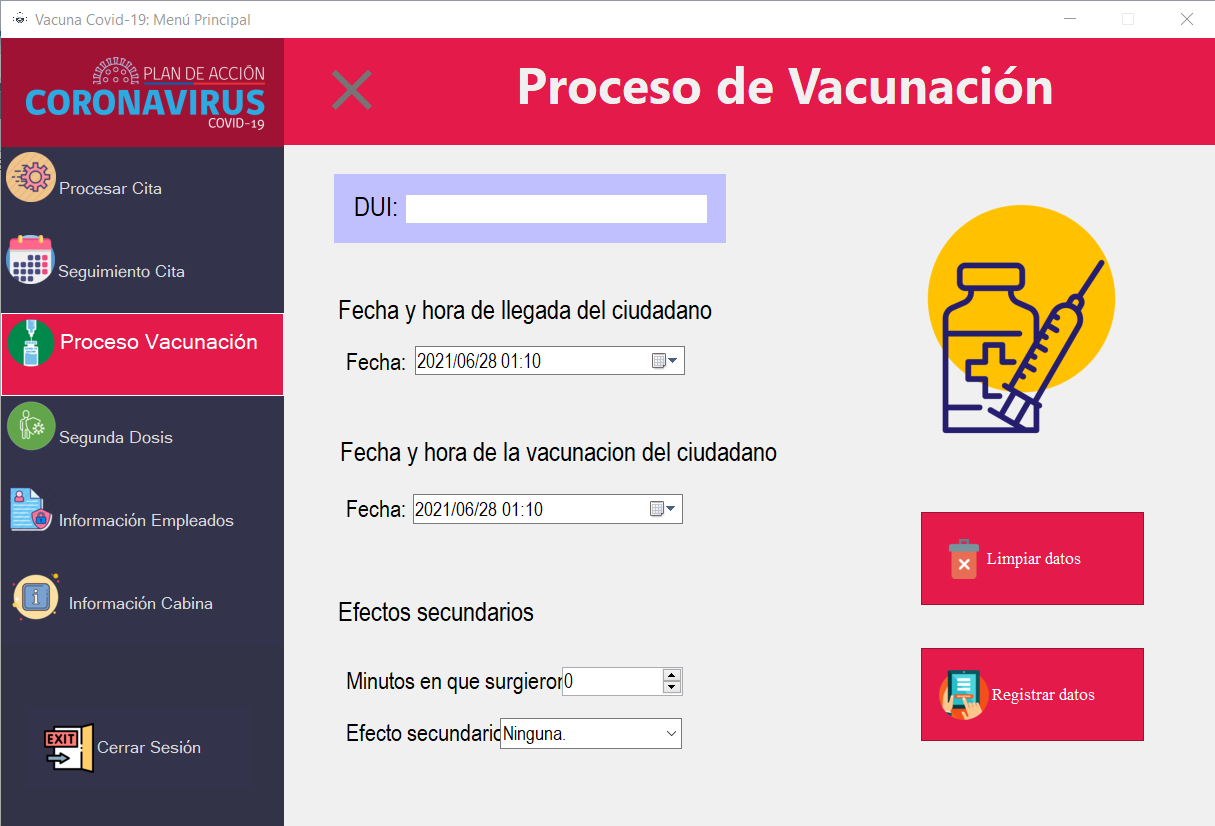 Vacuna Covid-19: Menú Principal
PLAN DE ACCIÓN
CORONAVIRUS
COVID-19
Proceso de Vacunación
Procesar Cita
Seguimiento Cita
Proceso Vacunación
Segunda Dosis
Información Empleados
Información Cabina
EXIT
Cerrar Sesión
DUI:
Fecha y hora de llegada del ciudadano
Fecha: 2021/06/28 01:10
Fecha y hora de la vacunacion del ciudadano
Fecha: 2021/06/28 01:10
Efectos secundarios
Minutos en que surgieron 0
Efecto secundario Ninguna.
Limpiar datos
Registrar datos